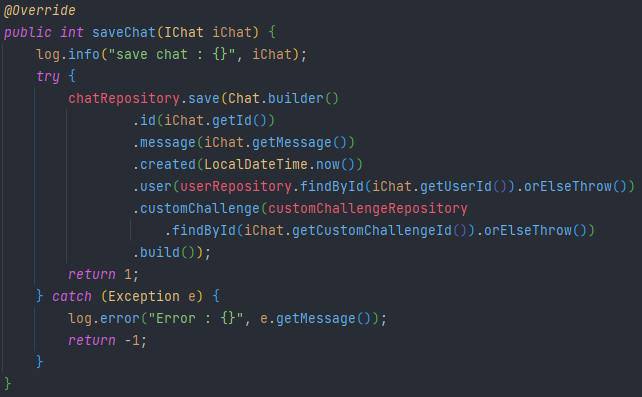 @Override
public int saveChat(IChat iChat) {
    log.info("save chat : {}", iChat);
    try {
        chatRepository.save(Chat.builder()
                .id(iChat.getId())
                .message(iChat.getMessage())
                .created(LocalDateTime.now())
                .user(userRepository.findById(iChat.getUserId()).orElseThrow())
                .customChallenge(customChallengeRepository
                    .findById(iChat.getCustomChallengeId()).orElseThrow())
                .build());
        return 1;
    } catch (Exception e) {
        log.error("Error : {}", e.getMessage());
        return -1;
    }
}